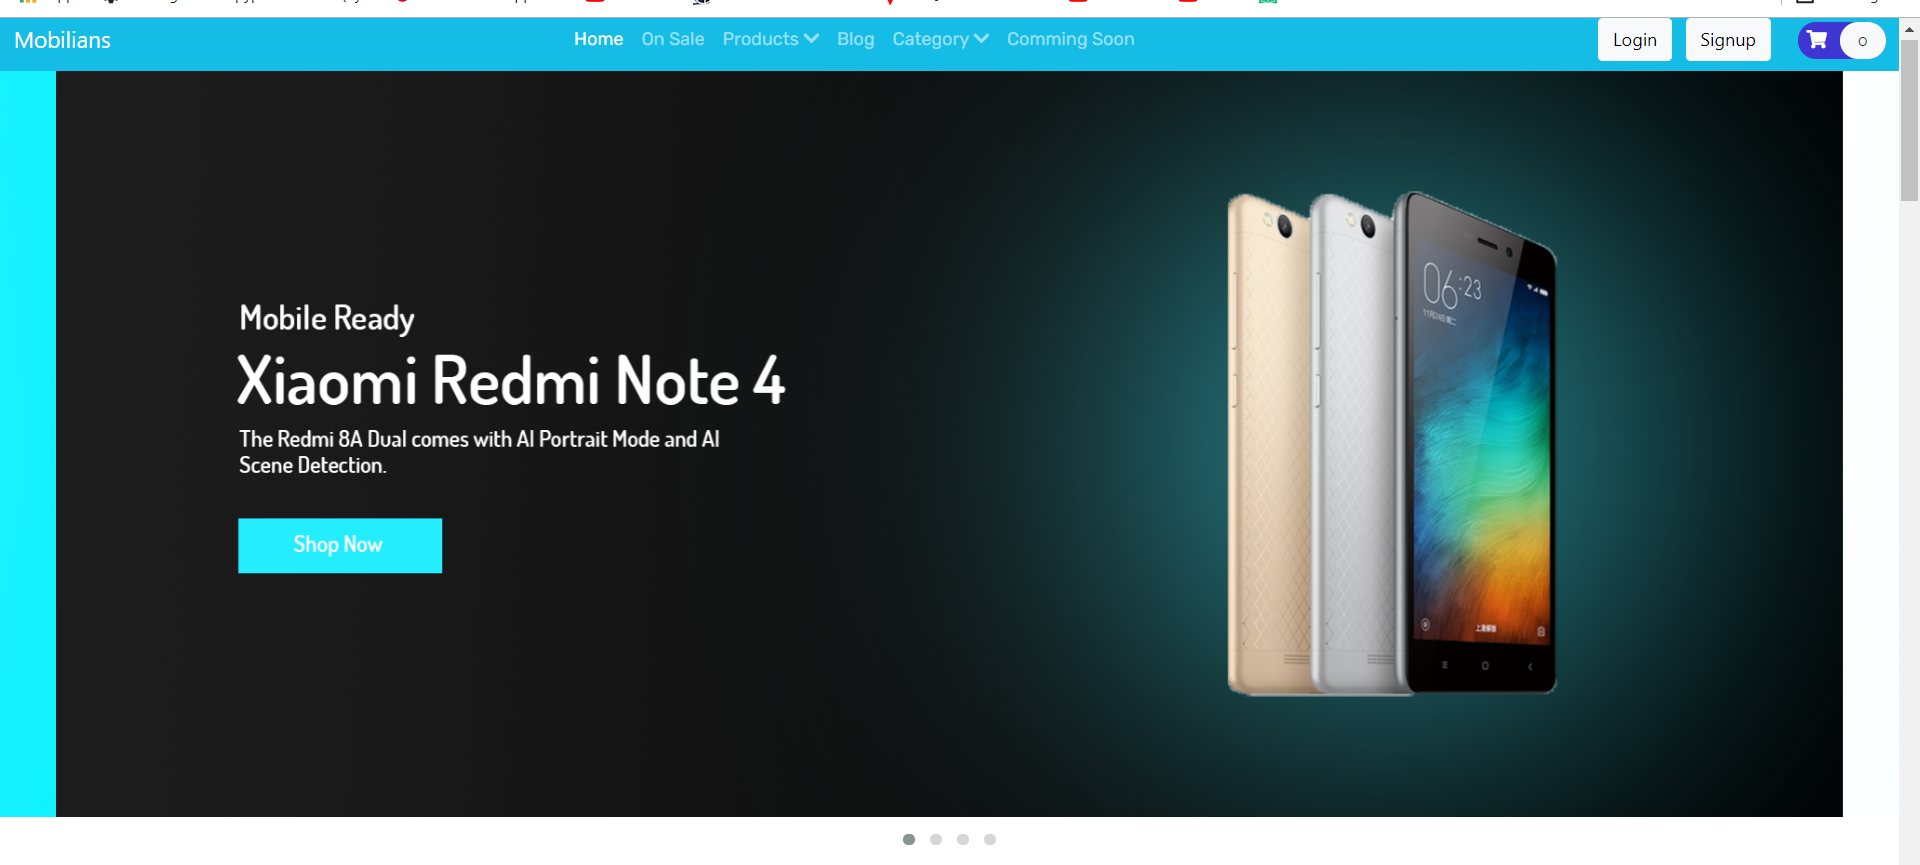 Mobilians
Home On Sale Products Blog Category Comming Soon
Login Signup 0
Mobile Ready
Xiaomi Redmi Note 4
The Redmi 8A Dual comes with AI Portrait Mode and AI
Scene Detection.
Shop Now
06:23